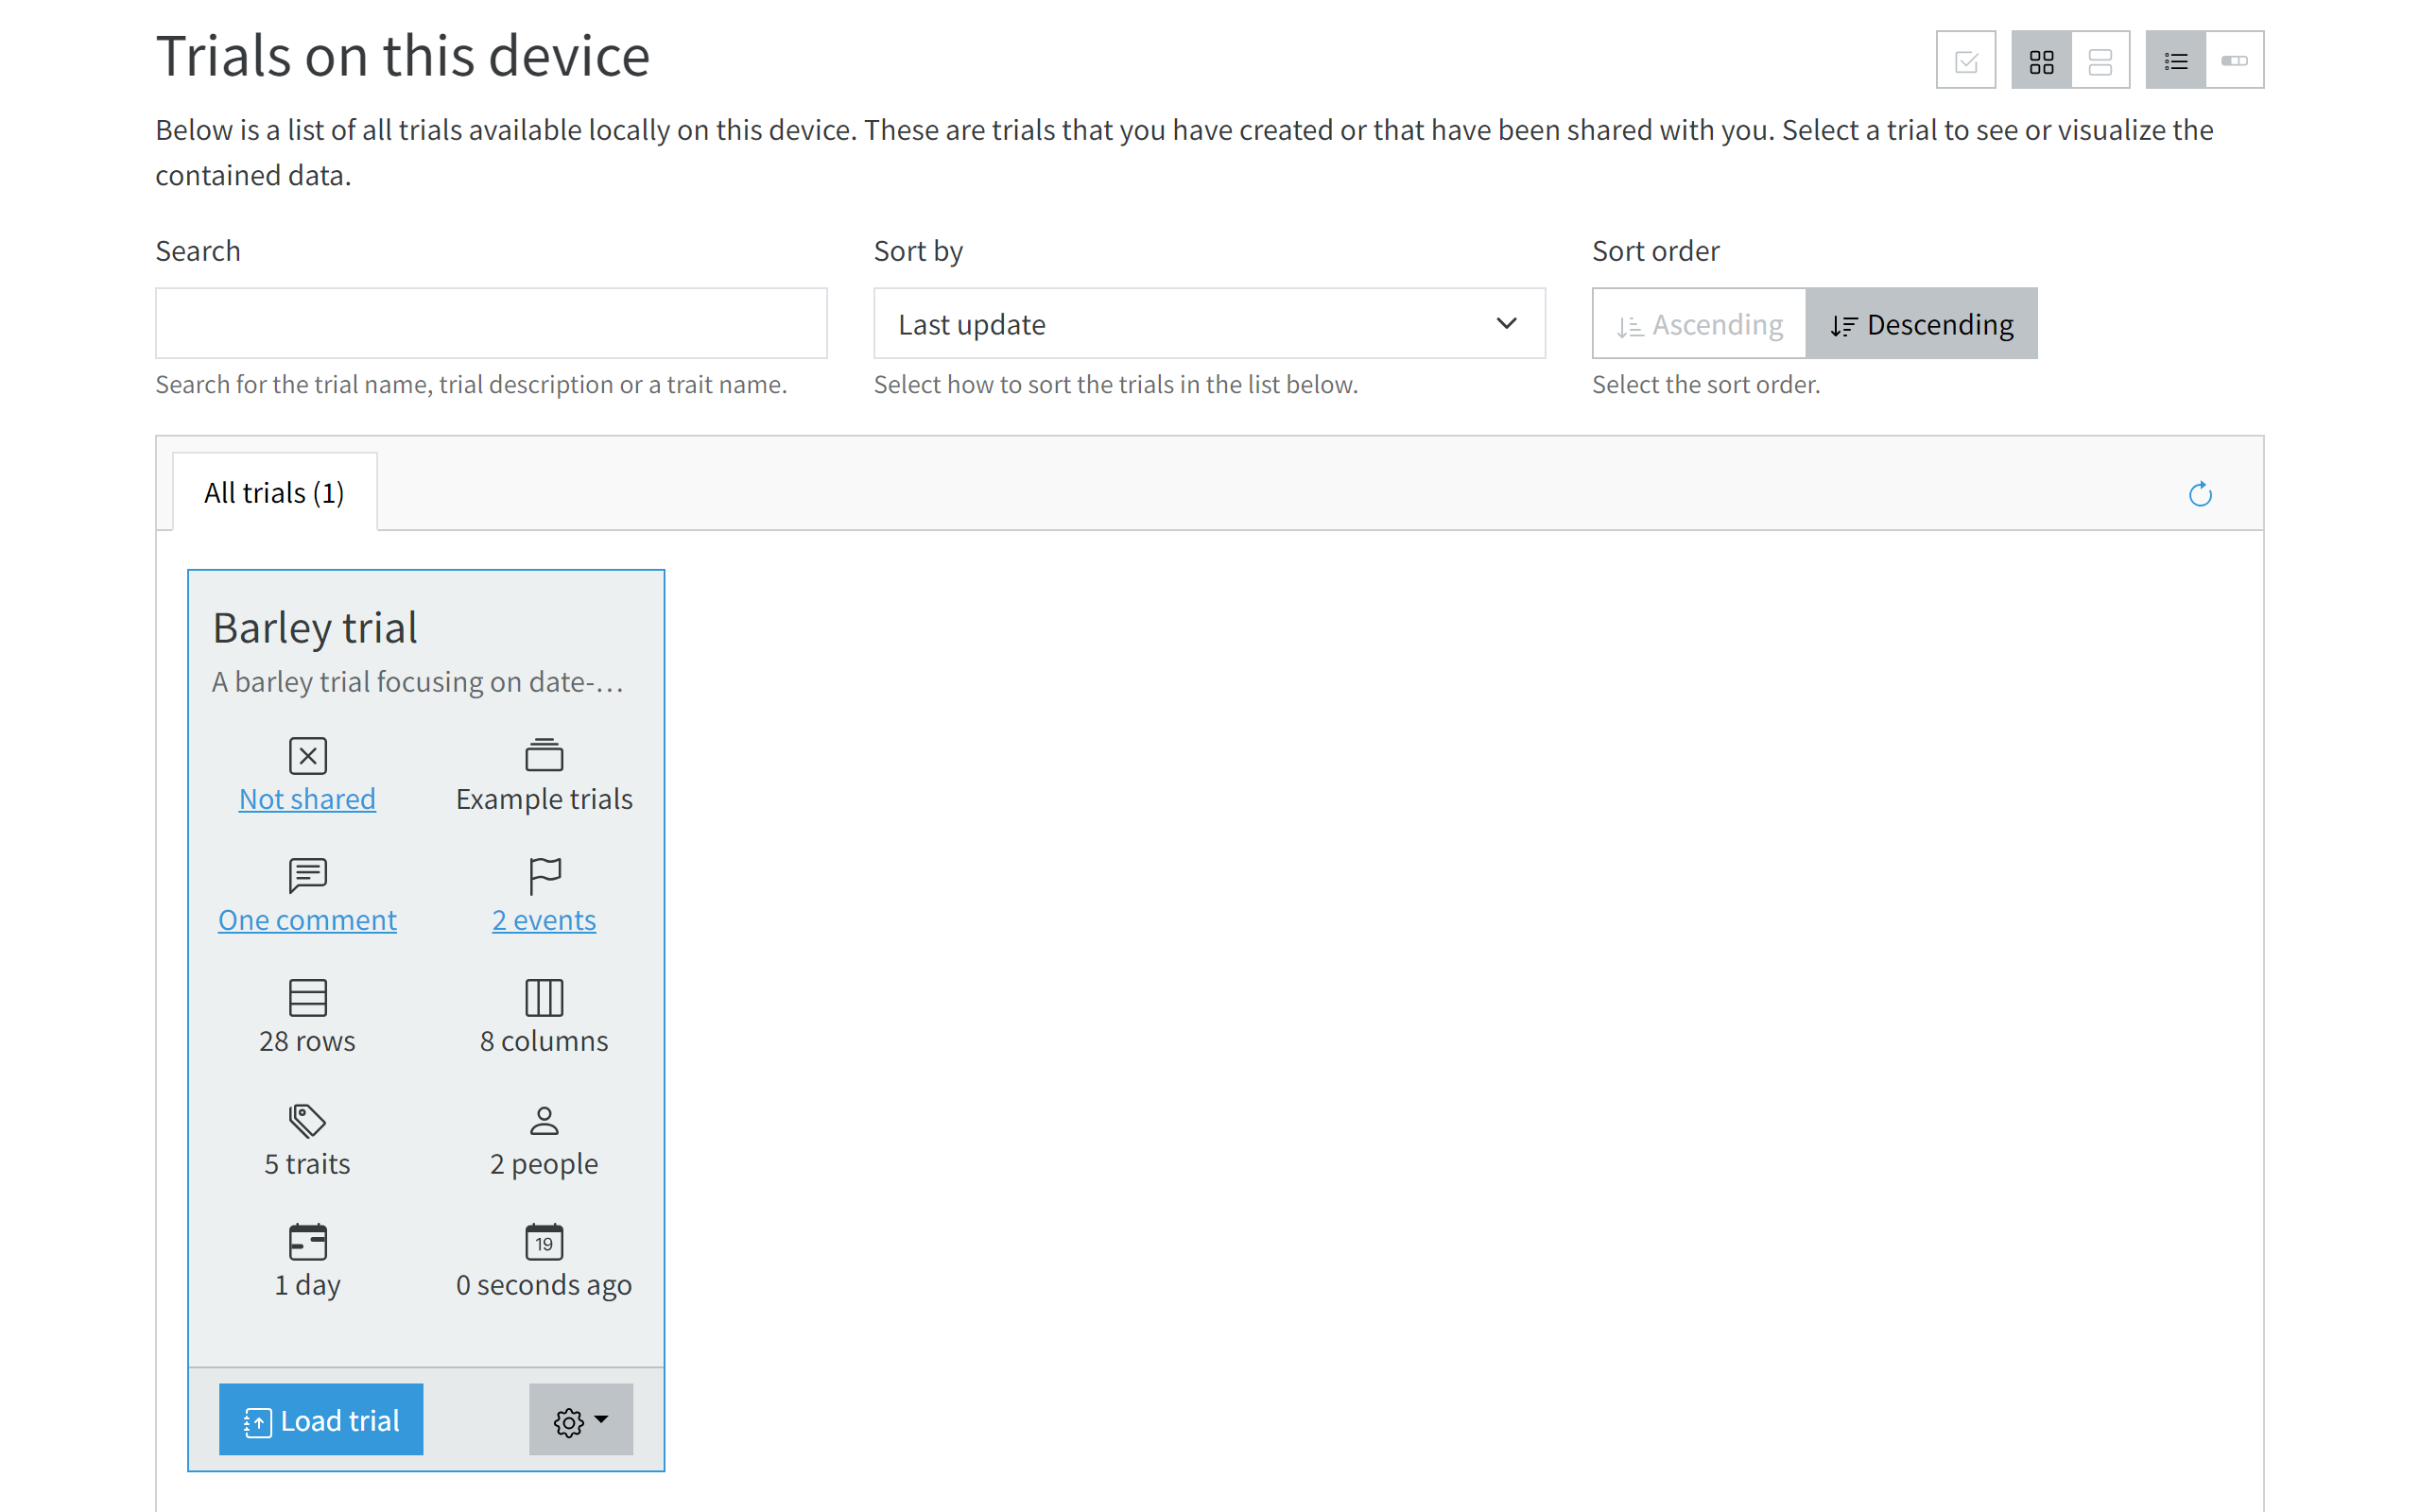 Trials on this device
Below is a list of all trials available locally on this device. These are trials that you have created or that have been shared with you. Select a trial to see or visualize the
contained data.
Search
Sort by
Sort order
Last update
Ascending
Descending
Search for the trial name, trial description or a trait name.
Select how to sort the trials in the list below.
Select the sort order.
All trials (1)
Barley trial
A barley trial focusing on date-…
Not shared
Example trials
One comment
2 events
28 rows
8 columns
5 traits
2 people
19
1 day
0 seconds ago
Load trial